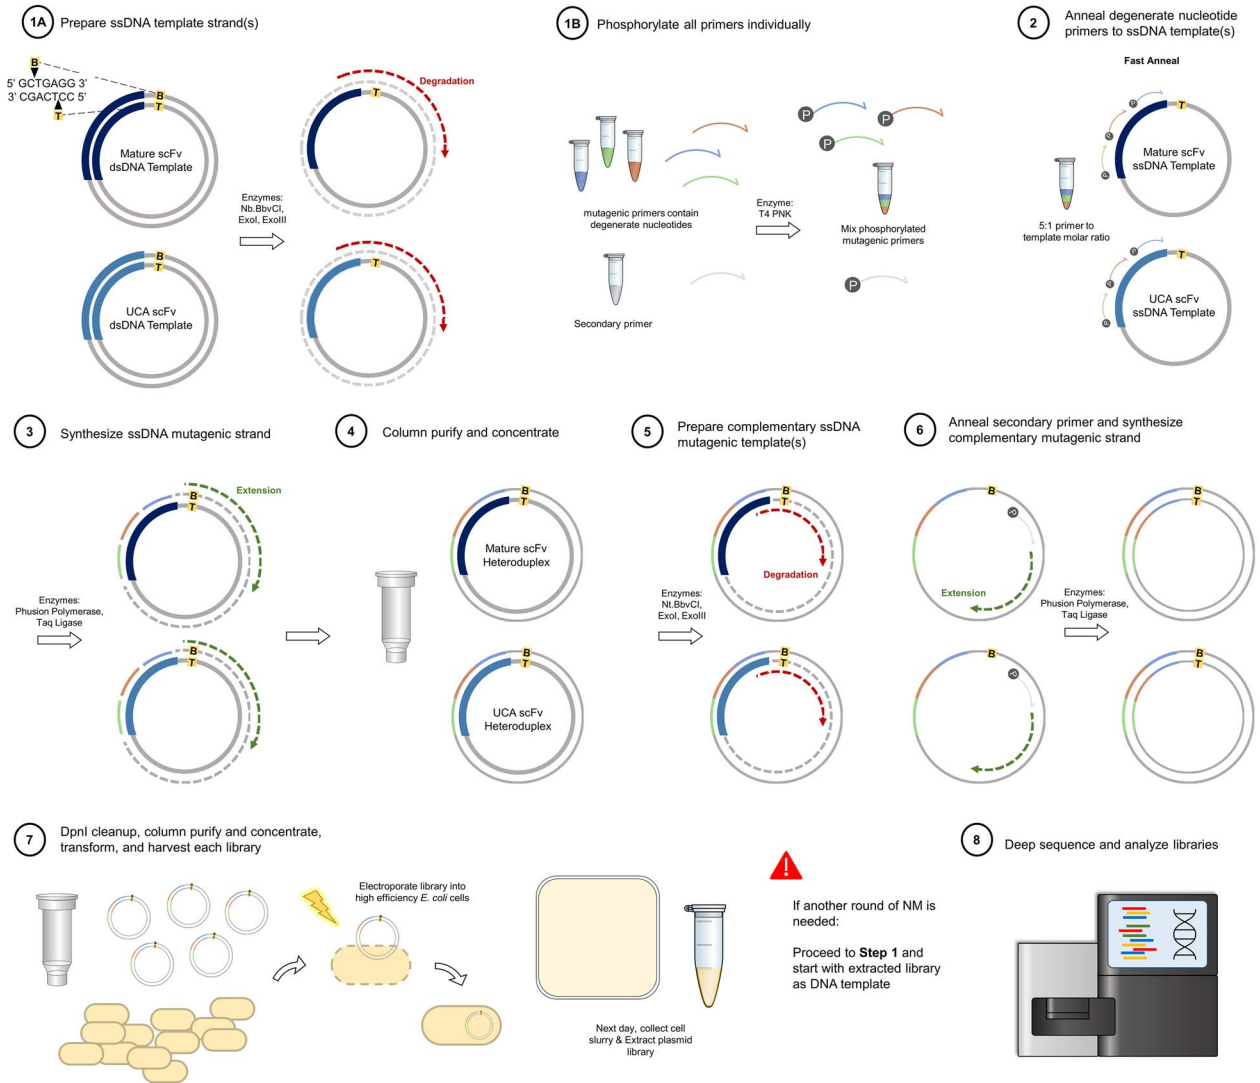 1A
Prepare ssDNA template strand(s)
B
5' GCTGAGG 3'
3' CGACTCC 5'
T
B
T
Mature scFv
dsDNA Template
Enzymes:
Nb.BbvCI,
ExoI, ExoIII
T
Degradation
B
T
UCA scFv
dsDNA Template
T
1B
Phosphorylate all primers individually
mutagenic primers contain
degenerate nucleotides
Secondary primer
Enzyme:
T4 PNK
P
P
P
Mix phosphorylated
mutagenic primers
P
2
Anneal degenerate nucleotide
primers to ssDNA template(s)
Fast Anneal
5:1 primer to
template molar ratio
P
P
P
T
Mature scFv
ssDNA Template
P
P
P
T
UCA scFv
ssDNA Template
3
Synthesize ssDNA mutagenic strand
Enzymes:
Phusion Polymerase,
Taq Ligase
B
T
Extension
B
T
4
Column purify and concentrate
B
T
Mature scFv
Heteroduplex
B
T
UCA scFv
Heteroduplex
5
Prepare complementary ssDNA
mutagenic template(s)
Enzymes:
Nt.BbvCI,
ExoI, ExoIII
B
T
Degradation
B
T
6
Anneal secondary primer and synthesize
complementary mutagenic strand
B
P
Extension
B
P
Enzymes:
Phusion Polymerase,
Taq Ligase
B
T
B
T
7
DpnI cleanup, column purify and concentrate,
transform, and harvest each library
Electroporate library into
high efficiency E. coli cells
Next day, collect cell
slurry & Extract plasmid
library
!
If another round of NM is
needed:
Proceed to Step 1 and
start with extracted library
as DNA template
8
Deep sequence and analyze libraries